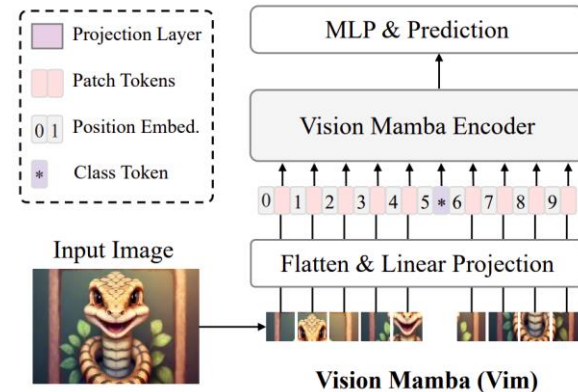 Projection Layer
Patch Tokens
0 1 Position Embed.
* Class Token
MLP & Prediction
Vision Mamba Encoder
0 1 2 3 4 5 * 6 7 8 9
Input Image
Flatten & Linear Projection
Vision Mamba (Vim)